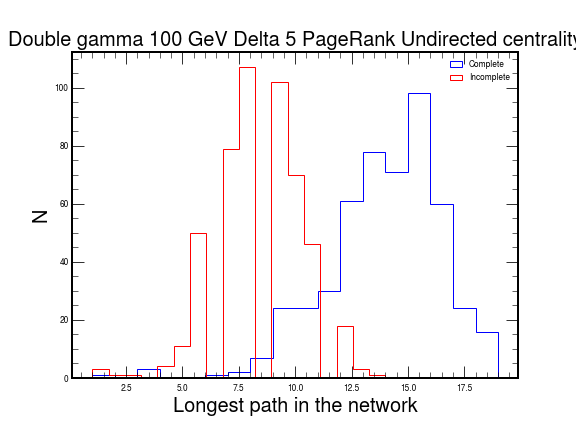 Double gamma 100 GeV Delta 5 PageRank Undirected centrality
Complete
Incomplete
100
80
60
40
20
0
N
2.5 5.0 7.5 10.0 12.5 15.0 17.5
Longest path in the network